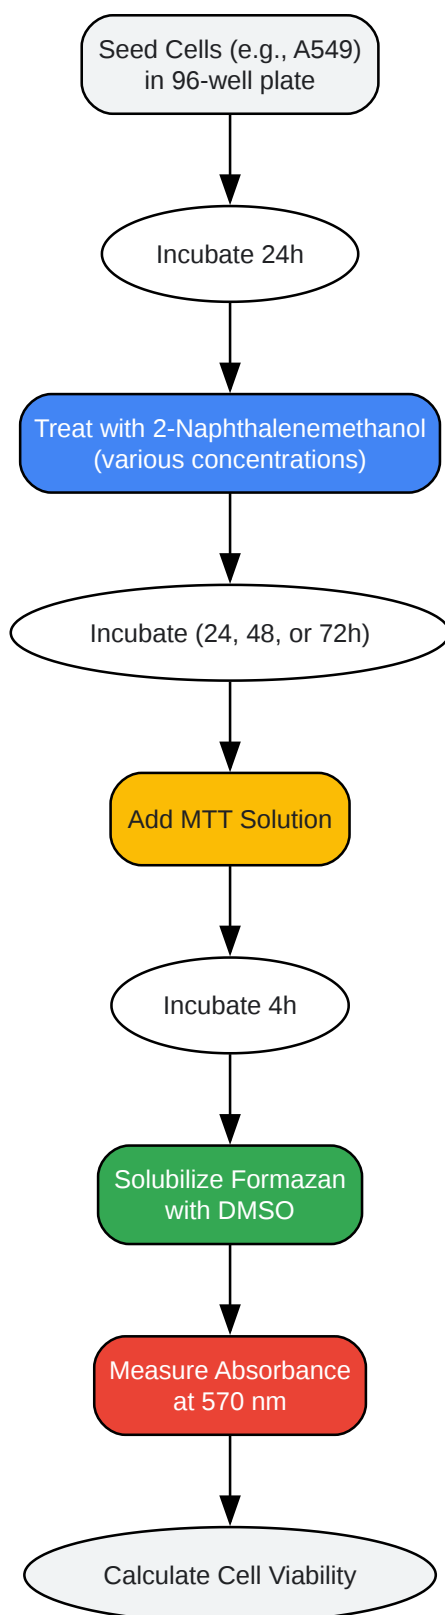 Seed Cells (e.g., A549)
in 96-well plate
Incubate 24h
Treat with 2-Naphthalenemethanol
(various concentrations)
Incubate (24, 48, or 72h)
Add MTT Solution
Incubate 4h
Solubilize Formazan
with DMSO
Measure Absorbance
at 570 nm
Calculate Cell Viability